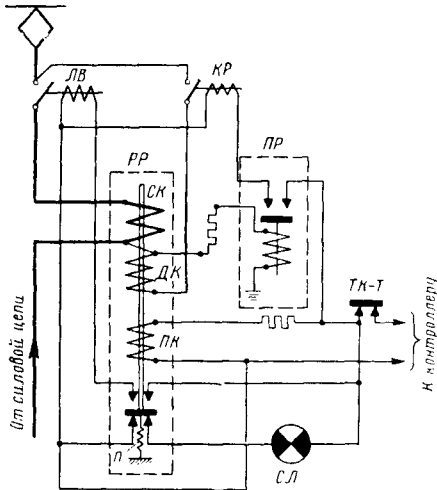 ЛВ
КР
РР
ПР
СК
ДК
ТК-Т
ПК
П
СЛ
От силовой цепи
К контроллеру